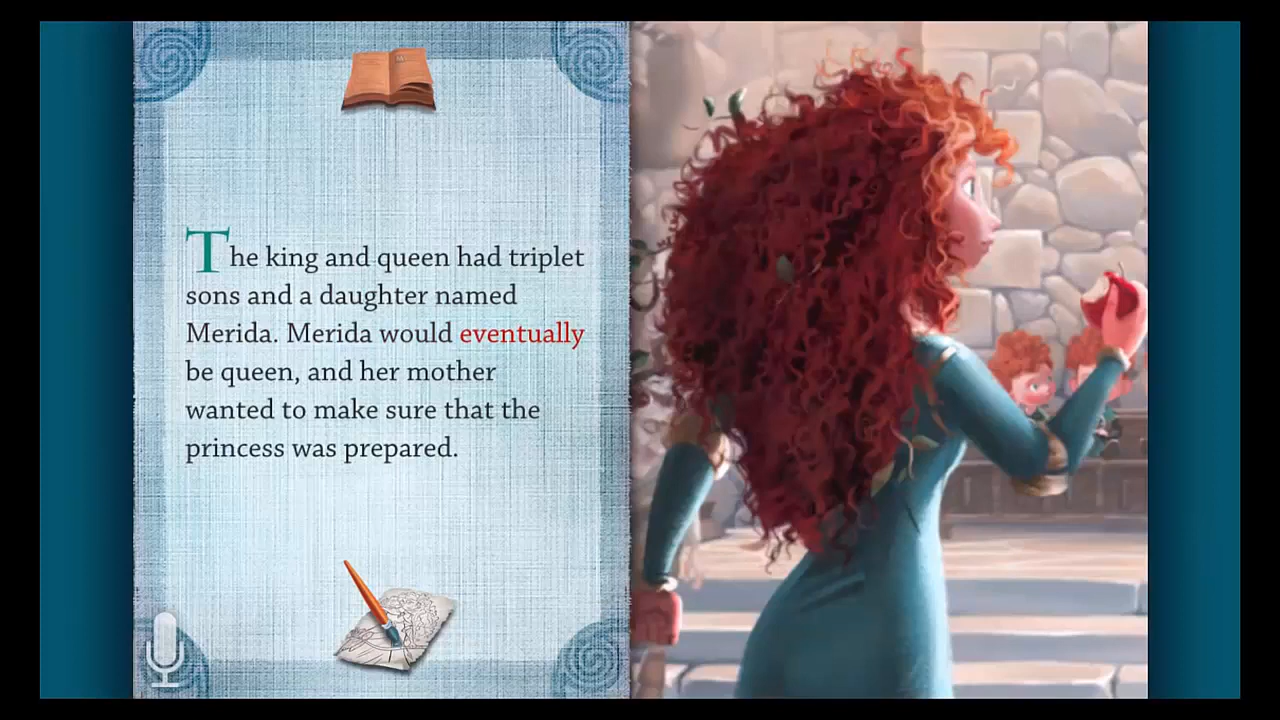 The king and queen had triplet
sons and a daughter named
Merida. Merida would eventually
be queen, and her mother
wanted to make sure that the
princess was prepared.